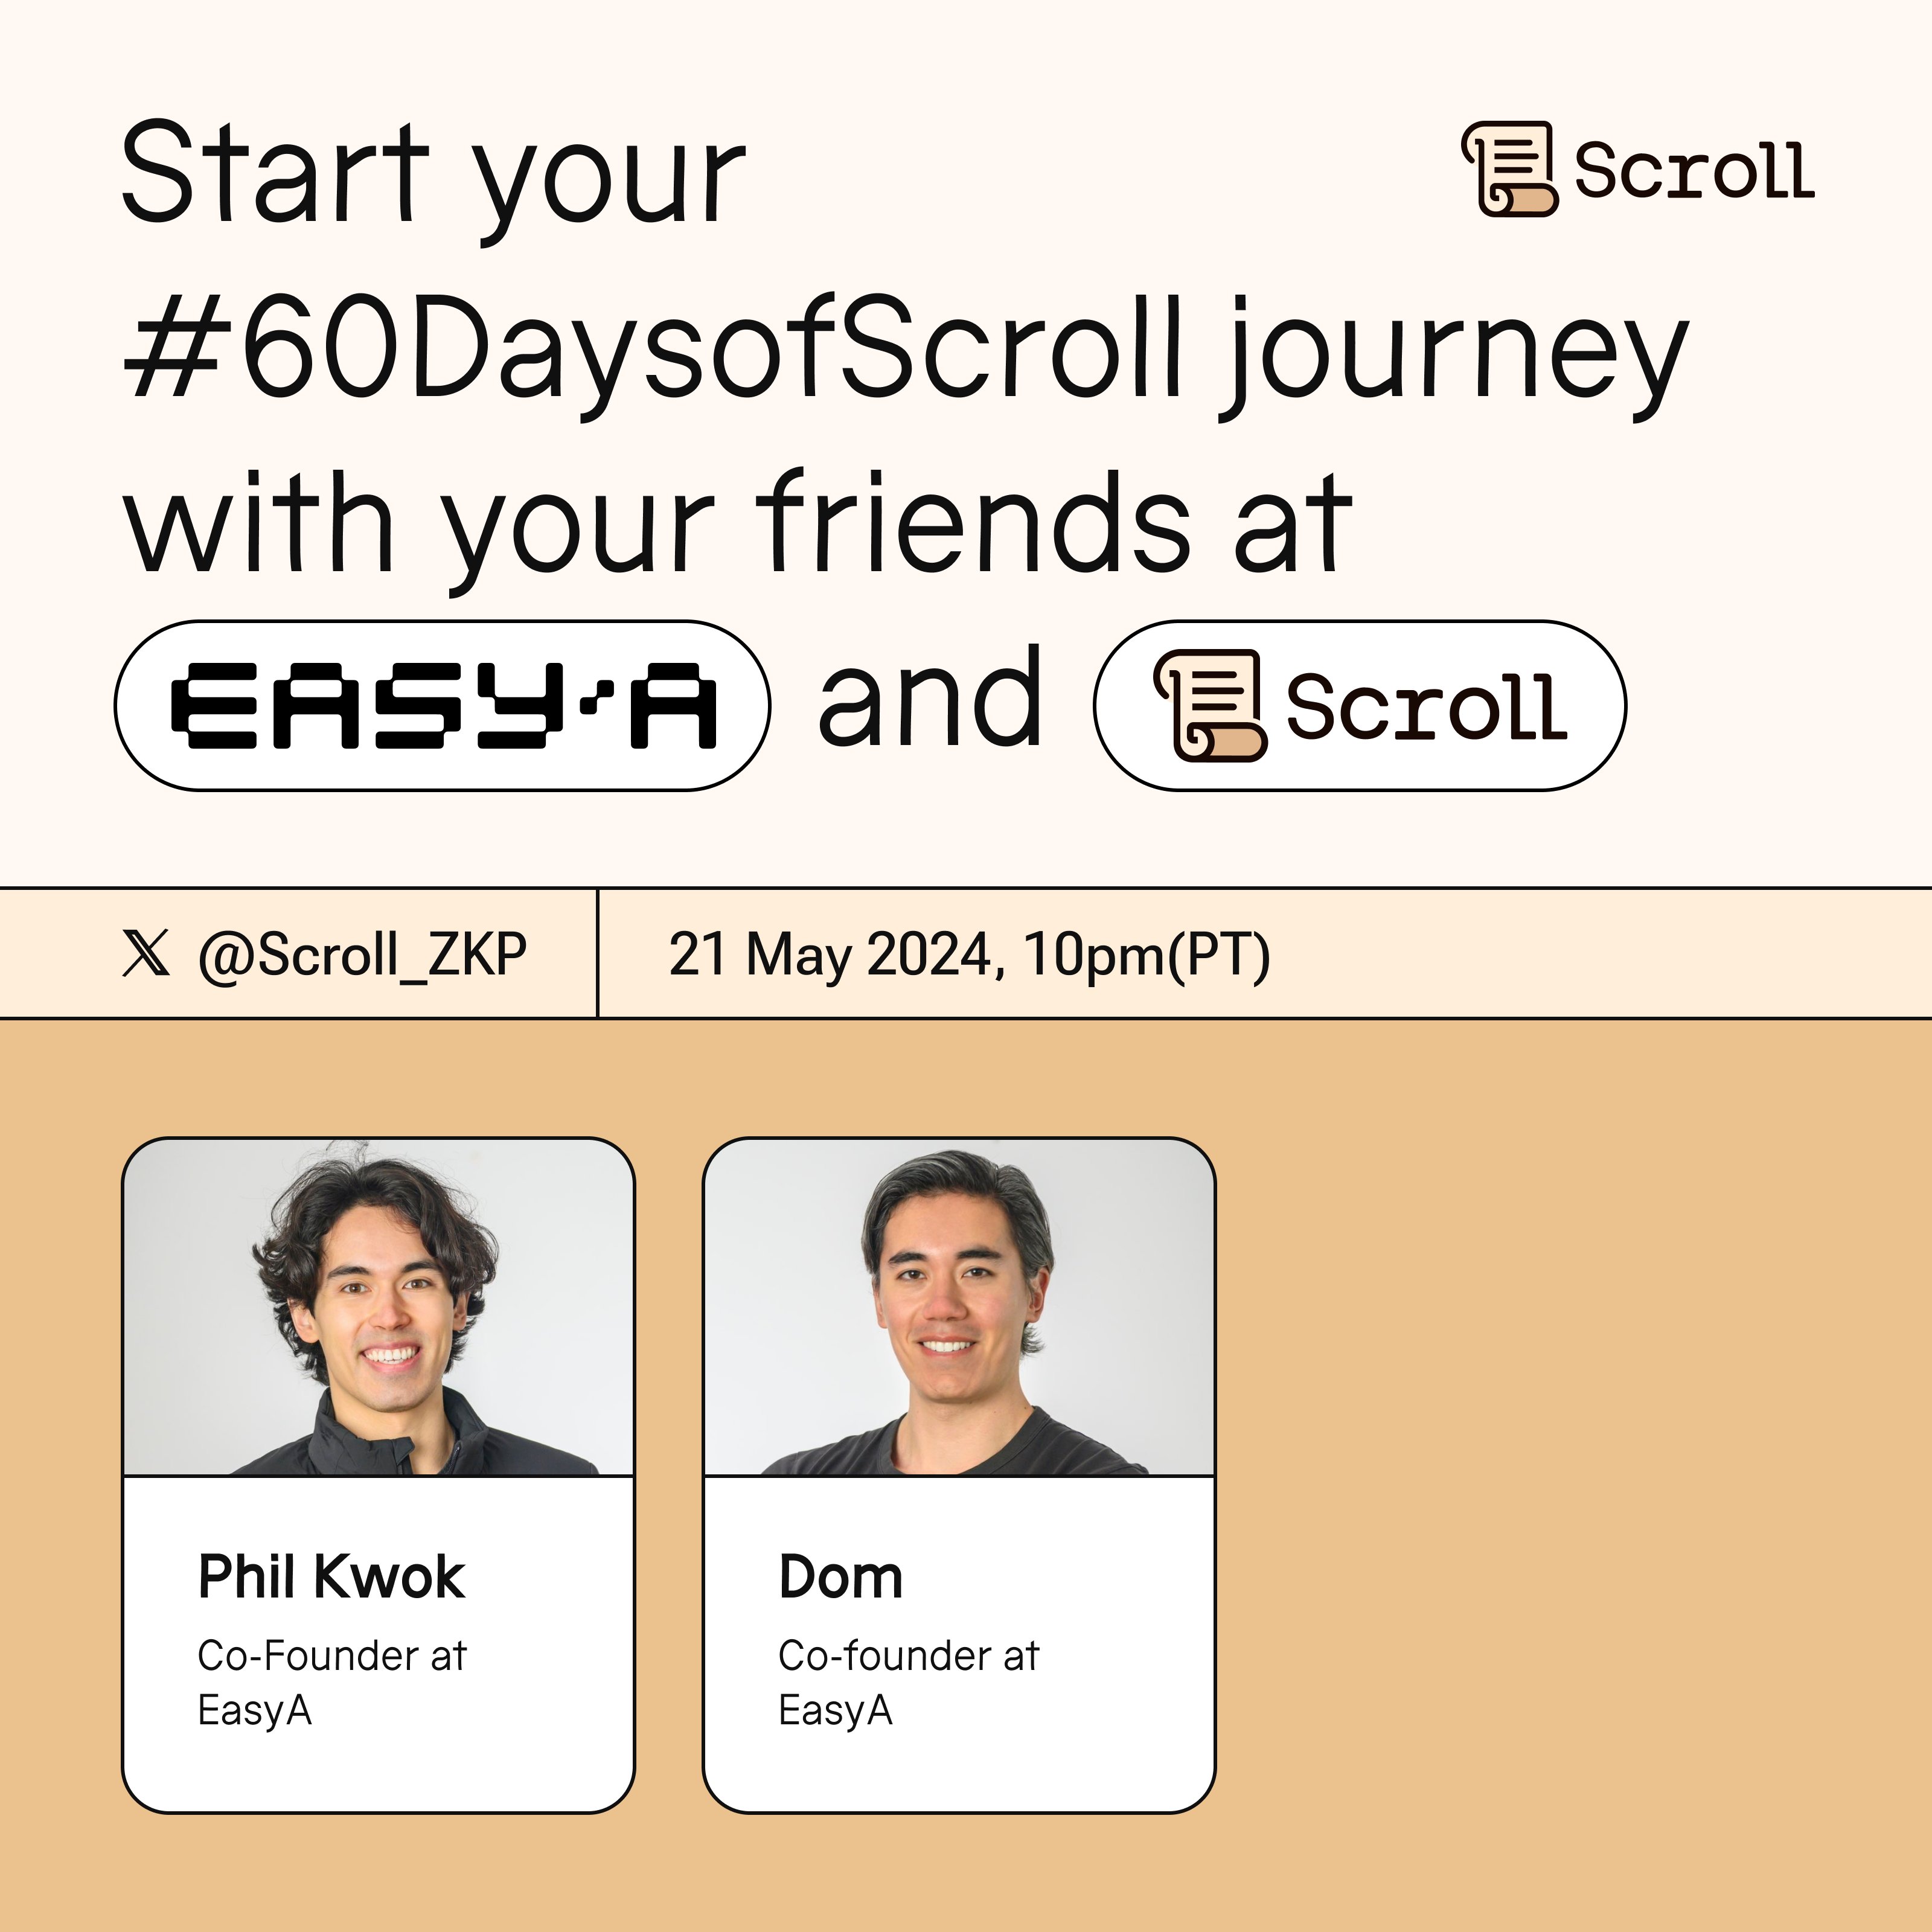 Start your
Scroll
#60DaysofScroll journey
with your friends at
EASY'A and Scroll
𝕏 @Scroll_ZKP
21 May 2024, 10pm(PT)
Phil Kwok
Co-Founder at
EasyA
Dom
Co-founder at
EasyA